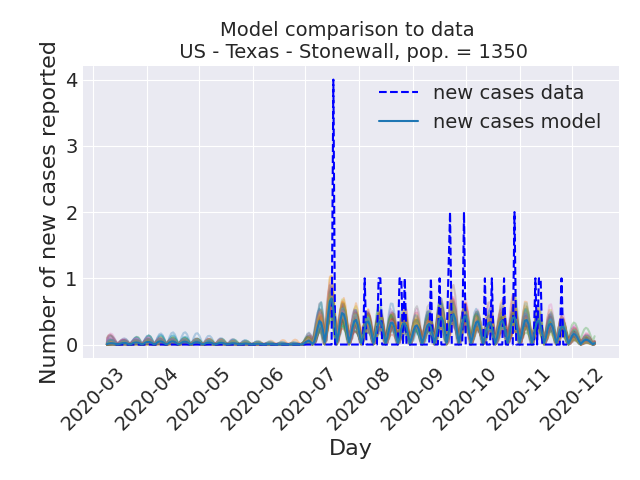 Model comparison to data
US - Texas - Stonewall, pop. = 1350
Number of new cases reported
4
3
2
1
0
new cases data
new cases model
2020-03
2020-04
2020-05
2020-06
2020-07
2020-08
2020-09
2020-10
2020-11
2020-12
Day